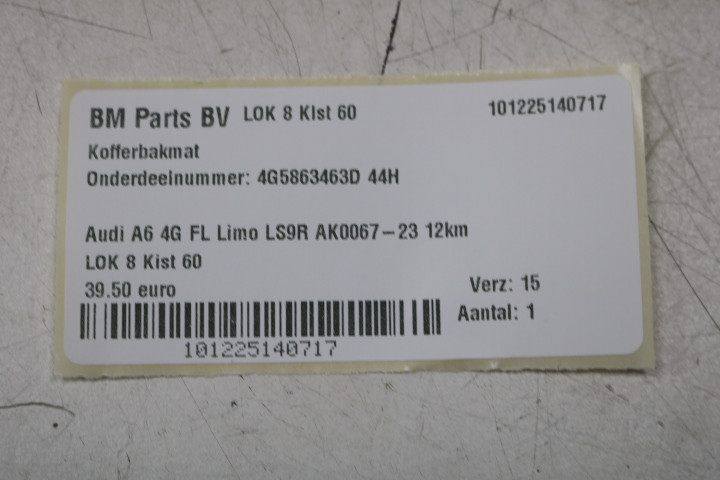 BM Parts BV LOK 8 Kist 60 101225140717
Kofferbakmat
Onderdeelnummer: 4G5863463D 44H
Audi A6 4G FL Limo LS9R AK0067-23 12km
LOK 8 Kist 60
39.50 euro Verz: 15
Aantal: 1
101225140717